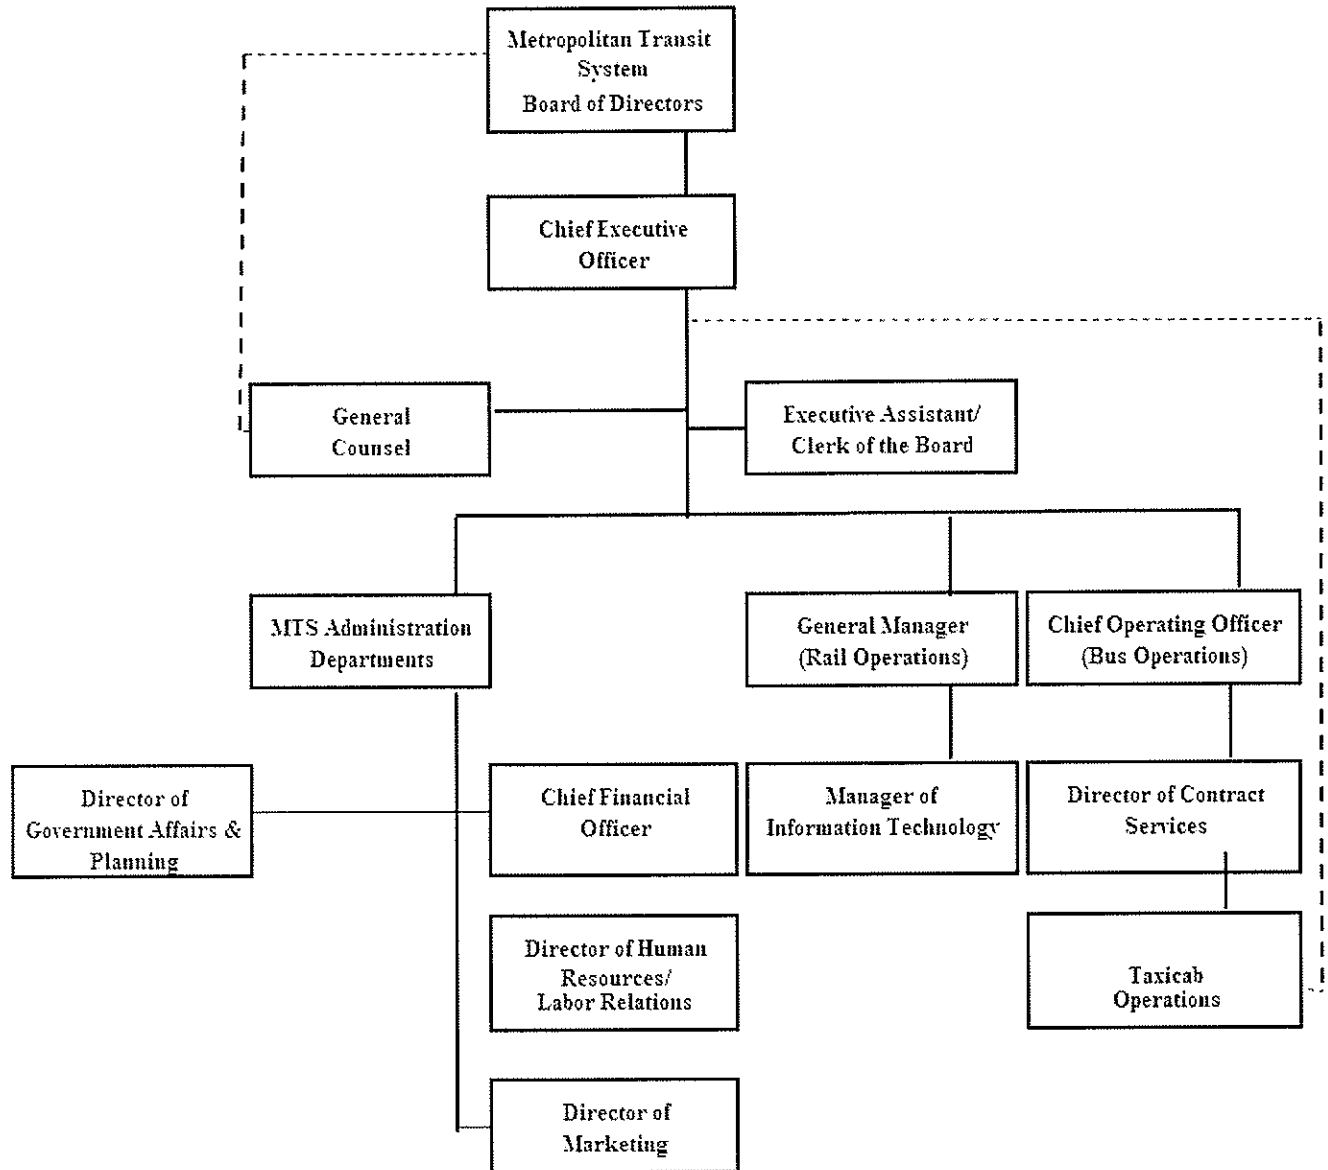 Metropolitan Transit
System
Board of Directors
Chief Executive
Officer
General
Counsel
Executive Assistant/
Clerk of the Board
MTS Administration
Departments
General Manager
(Rail Operations)
Chief Operating Officer
(Bus Operations)
Director of
Government Affairs &
Planning
Chief Financial
Officer
Manager of
Information Technology
Director of Contract
Services
Director of Human
Resources/
Labor Relations
Taxicab
Operations
Director of
Marketing